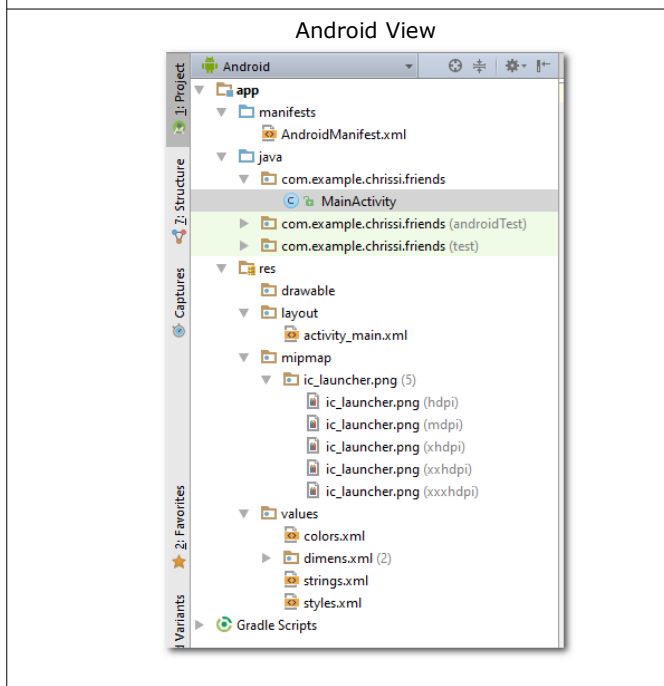 Android View
Android
1: Project
app
manifests
AndroidManifest.xml
java
com.example.chrissi.friends
C MainActivity
7: Structure
com.example.chrissi.friends (androidTest)
com.example.chrissi.friends (test)
res
Captures
drawable
layout
activity_main.xml
mipmap
ic_launcher.png (5)
ic_launcher.png (hdpi)
ic_launcher.png (mdpi)
ic_launcher.png (xhdpi)
ic_launcher.png (xxhdpi)
ic_launcher.png (xxxhdpi)
2: Favorites
values
colors.xml
dimens.xml (2)
strings.xml
styles.xml
d Variants
Gradle Scripts